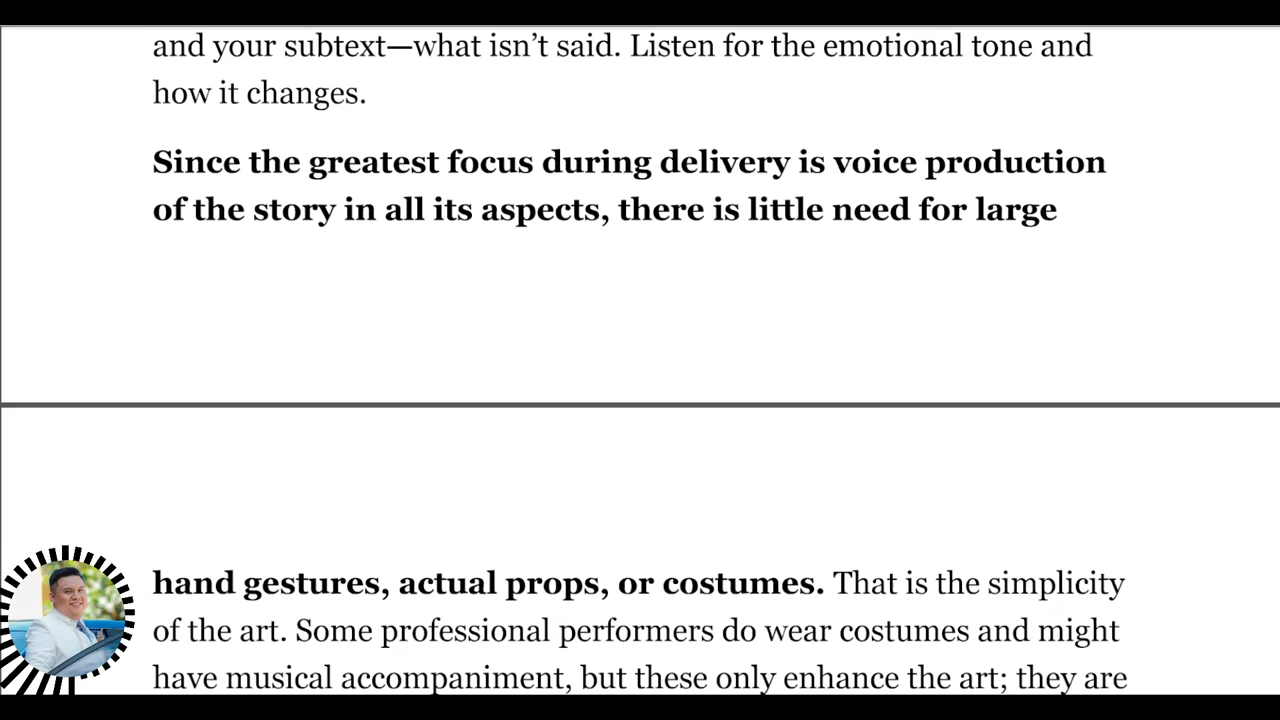 and your subtext—what isn’t said. Listen for the emotional tone and
how it changes.
Since the greatest focus during delivery is voice production
of the story in all its aspects, there is little need for large
hand gestures, actual props, or costumes. That is the simplicity
of the art. Some professional performers do wear costumes and might
have musical accompaniment, but these only enhance the art; they are